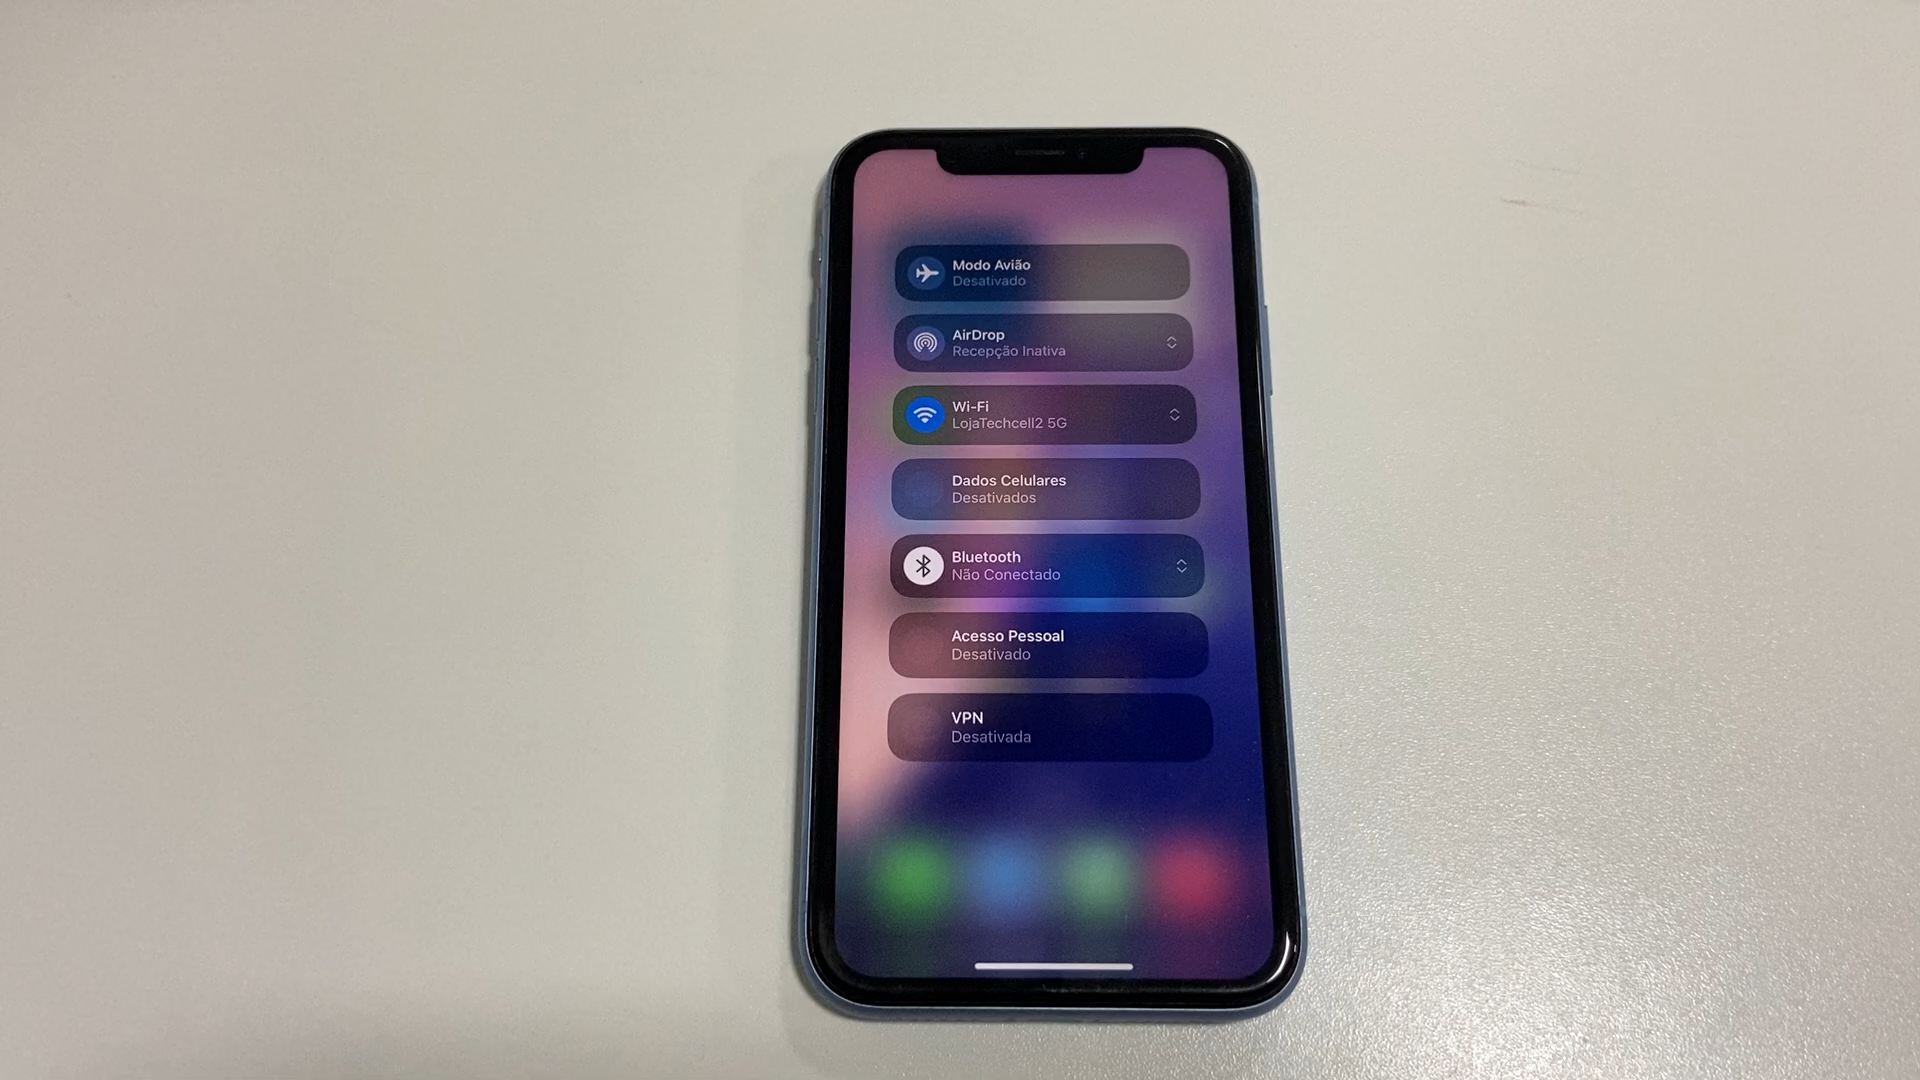 Modo Avião
Desativado
AirDrop
Recepção Inativa
Wi-Fi
LojaTechcell2 5G
Dados Celulares
Desativados
Bluetooth
Não Conectado
Acesso Pessoal
Desativado
VPN
Desativada